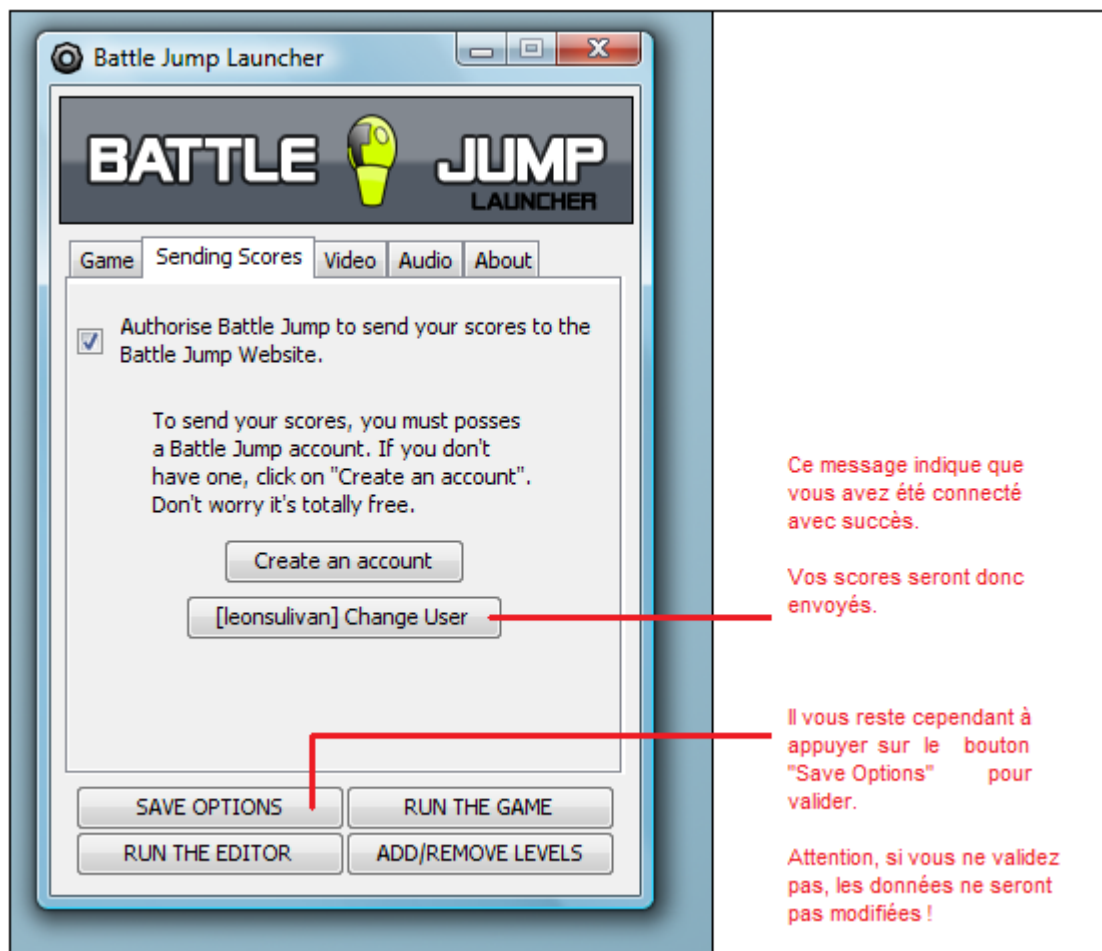 Battle Jump Launcher
BATTLE JUMP
LAUNCHER
Game Sending Scores Video Audio About
Authorise Battle Jump to send your scores to the
Battle Jump Website.
To send your scores, you must posses
a Battle Jump account. If you don't
have one, click on "Create an account".
Don't worry it's totally free.
Create an account
[leonsulivan] Change User
SAVE OPTIONS RUN THE GAME
RUN THE EDITOR ADD/REMOVE LEVELS
Ce message indique que
vous avez été connecté
avec succès.
Vos scores seront donc
envoyés.
Il vous reste cependant à
appuyer sur le bouton
"Save Options" pour
valider.
Attention, si vous ne validez
pas, les données ne seront
pas modifiées !